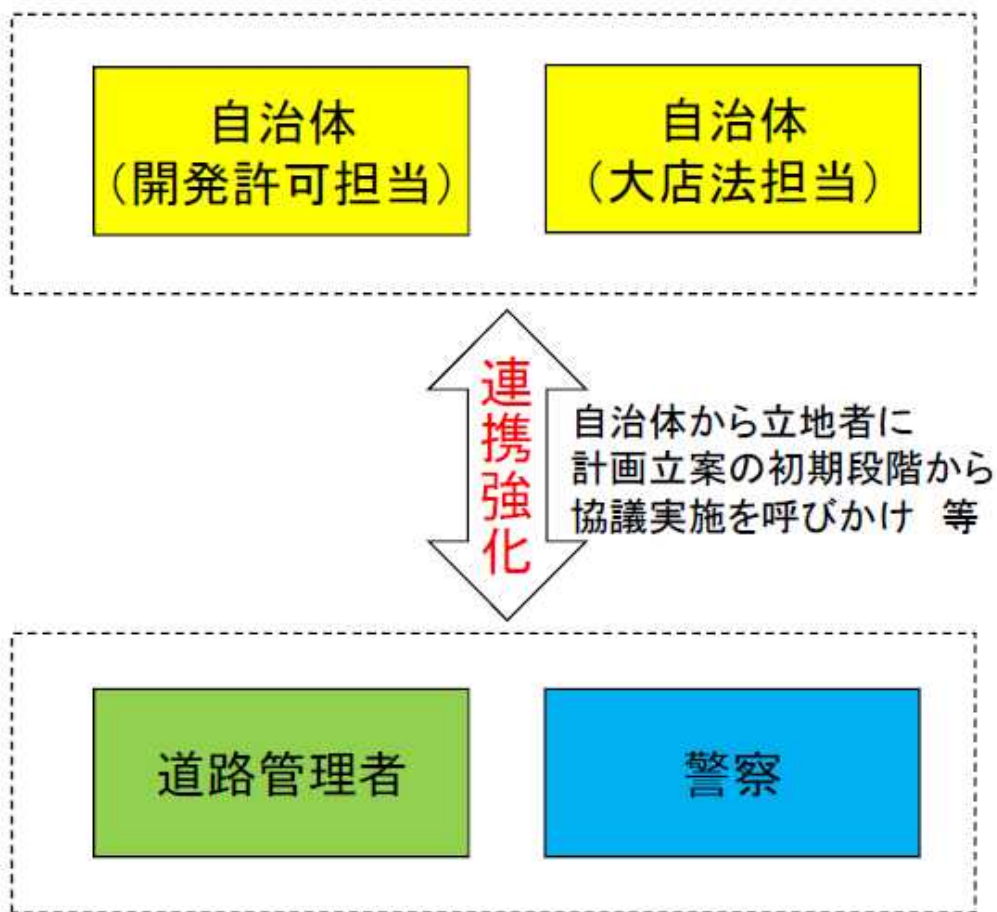 自治体
（開発許可担当）
自治体
（大店法担当）
連携強化
自治体から立地者に
計画立案の初期段階から
協議実施を呼びかけ　等
道路管理者
警察